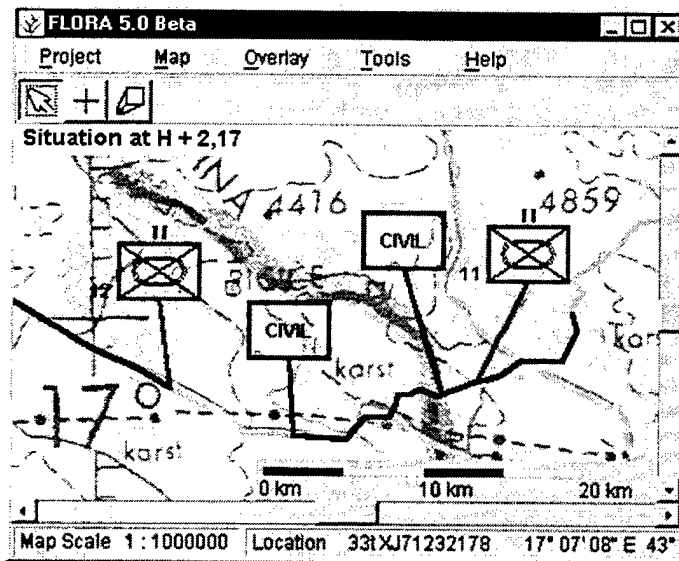 FLORA 5.0 Beta
Project Map Overlay Tools Help
Situation at H + 2,17
INA
4416
4859
II
II
CIVIL
11
CIVIL
karst
17°
karst
0 km 10 km 20 km
Map Scale 1 : 1000000 Location 33tXJ71232178 17° 07'08" E 43°